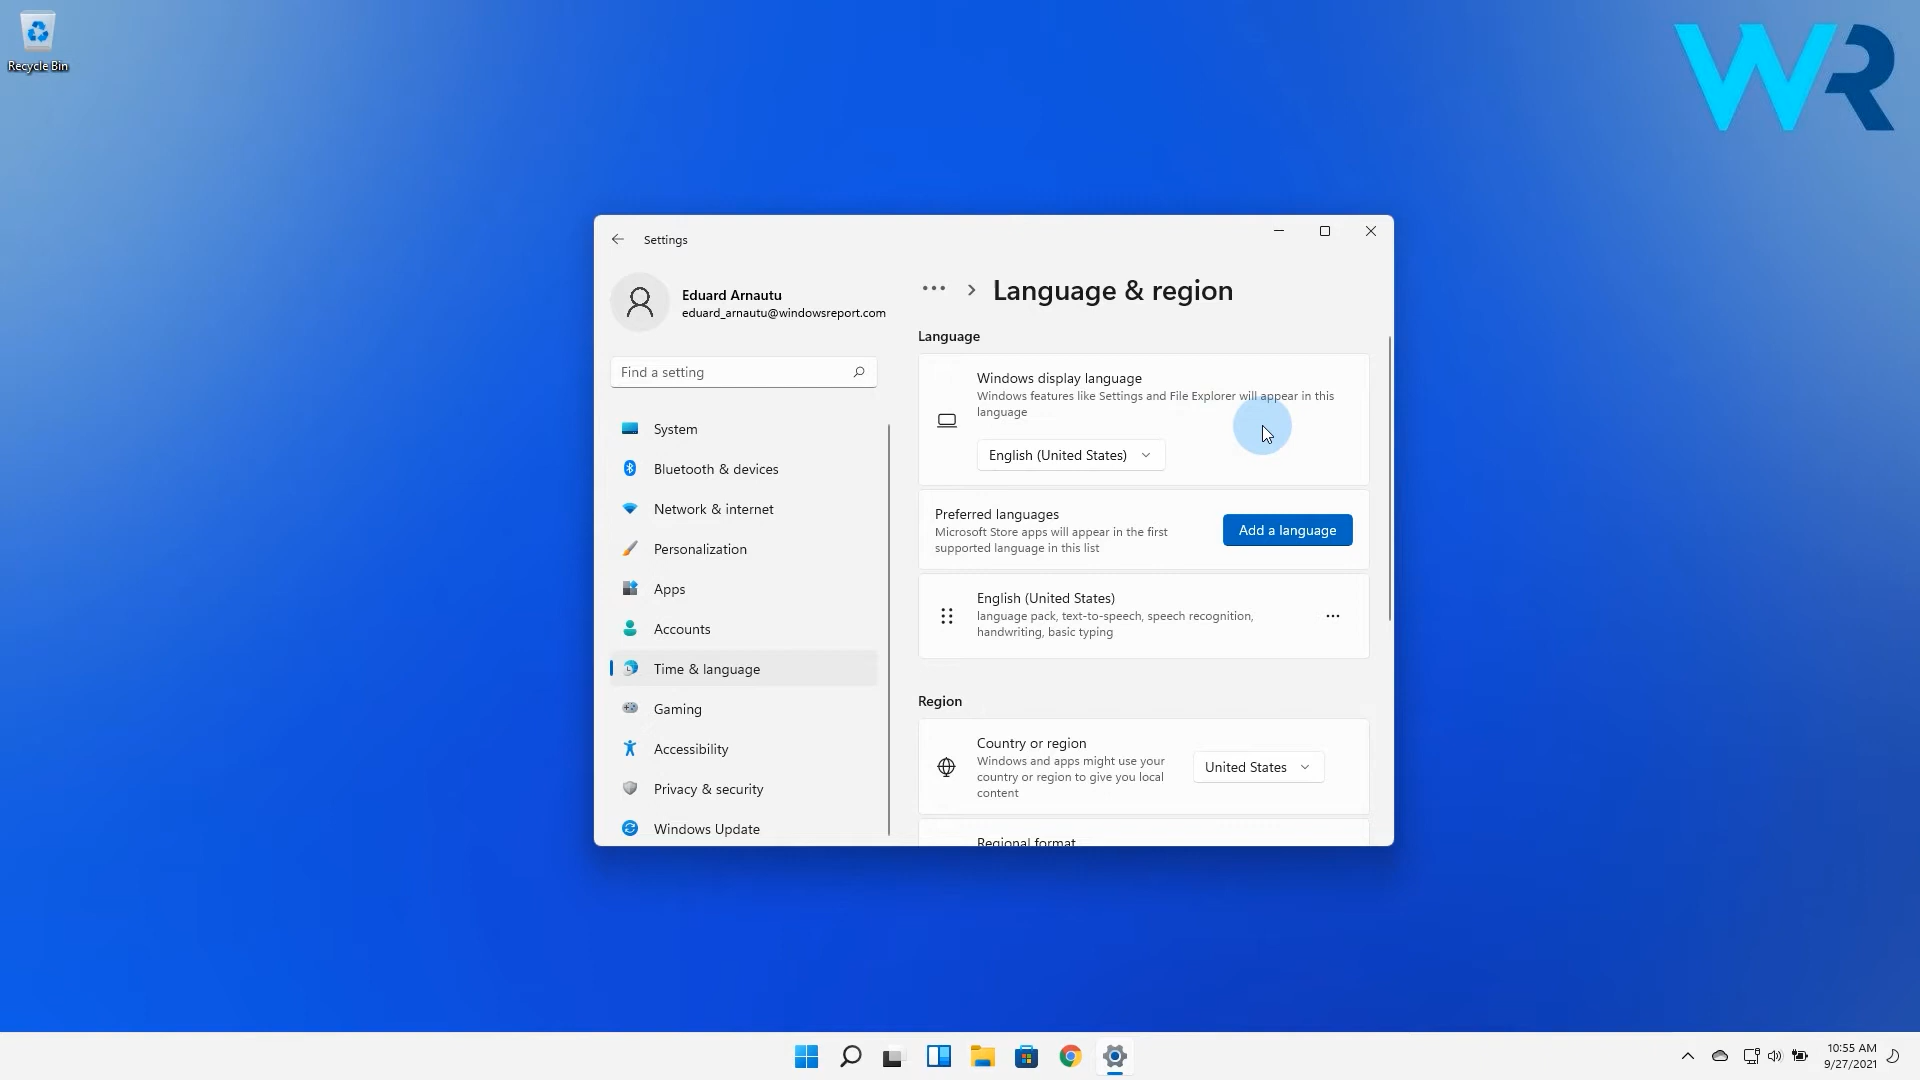 Recycle Bin
WR
Settings
Eduard Arnautu
eduard_arnautu@windowsreport.com
Find a setting
System
Bluetooth & devices
Network & internet
Personalization
Apps
Accounts
Time & language
Gaming
Accessibility
Privacy & security
Windows Update
Language & region
Language
Windows display language
Windows features like Settings and File Explorer will appear in this
language
English (United States)
Preferred languages
Microsoft Store apps will appear in the first
supported language in this list
Add a language
English (United States)
language pack, text-to-speech, speech recognition,
handwriting, basic typing
Region
Country or region
Windows and apps might use your
country or region to give you local
content
United States
Regional format
10:55 AM
9/27/2021